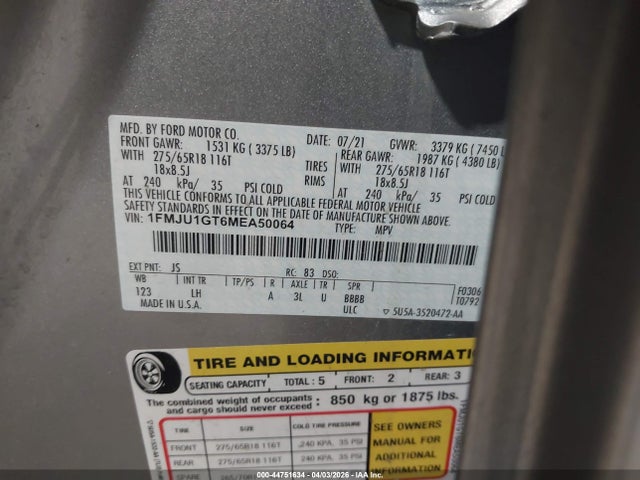 MFD. BY FORD MOTOR CO.
DATE: 07/21 GVWR: 3379 KG (7450 L
FRONT GAWR: 1531 KG (3375 LB) REAR GAWR: 1987 KG (4380 LB)
WITH 275/65R18 116T TIRES WITH 275/65R18 116T
18x8.5J RIMS 18x8.5J
AT 240 kPa/ 35 PSI COLD AT 240 kPa/ 35 PSI COLD
THIS VEHICLE CONFORMS TO ALL APPLICABLE FEDERAL MOTOR VEHICLE
SAFETY STANDARDS IN EFFECT ON THE DATE OF MANUFACTURE SHOWN ABOVE.
VIN: 1FMJU1GT6MEA50064
TYPE: MPV
EXT PNT: JS RC: 83 DSO:
WB INT TR TP/PS R AXLE TR SPR
123 LH A 3L U BBBB
F0306
T0792
MADE IN U.S.A. ULC 5U5A-3520472-AA
TIRE AND LOADING INFORMATI
SEATING CAPACITY TOTAL: 5 FRONT: 2 REAR: 3
The combined weight of occupants
and cargo should never exceed: 850 kg or 1875 lbs.
TIRE SIZE COLD TIRE PRESSURE
FRONT 275/65R18 116T 240 KPA, 35 PSI
REAR 275/65R18 116T 240 KPA, 35 PSI
SPARE
SEE OWNERS
MANUAL FOR
ADDITIONAL
INFORMATION
000-44751634 | 04/03/2026 - IAA Inc.